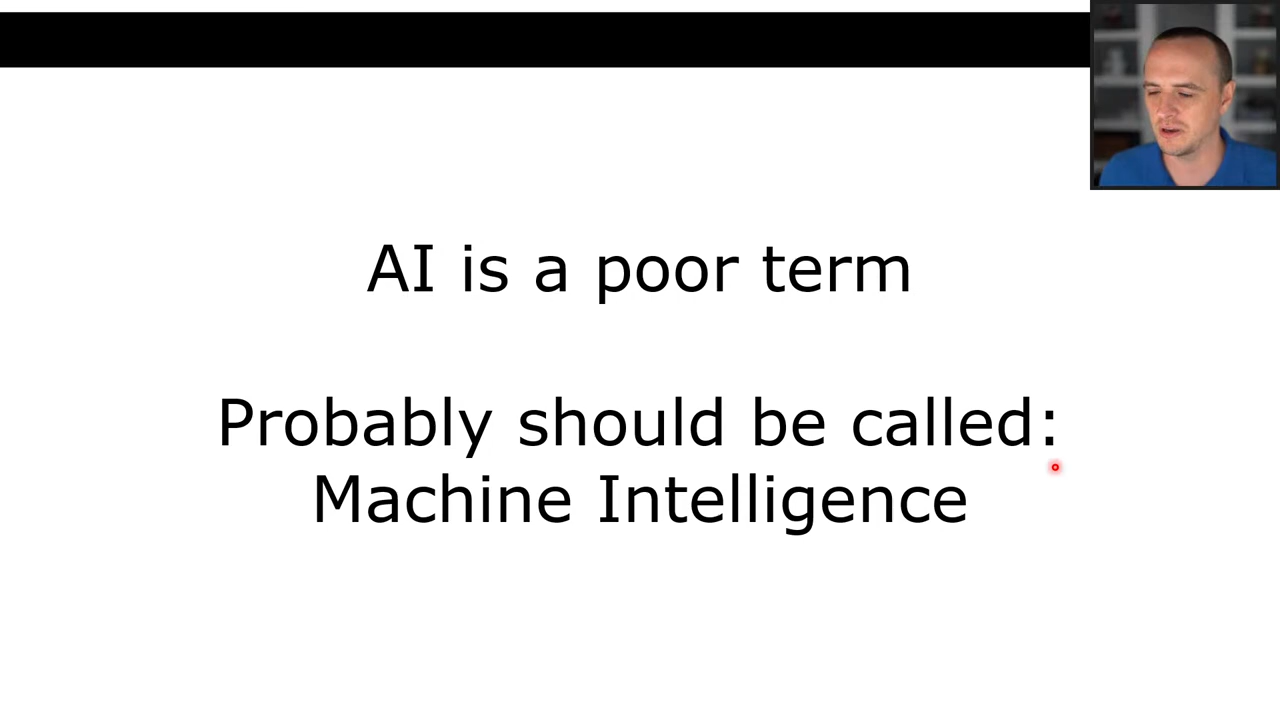 AI is a poor term
Probably should be called:
Machine Intelligence